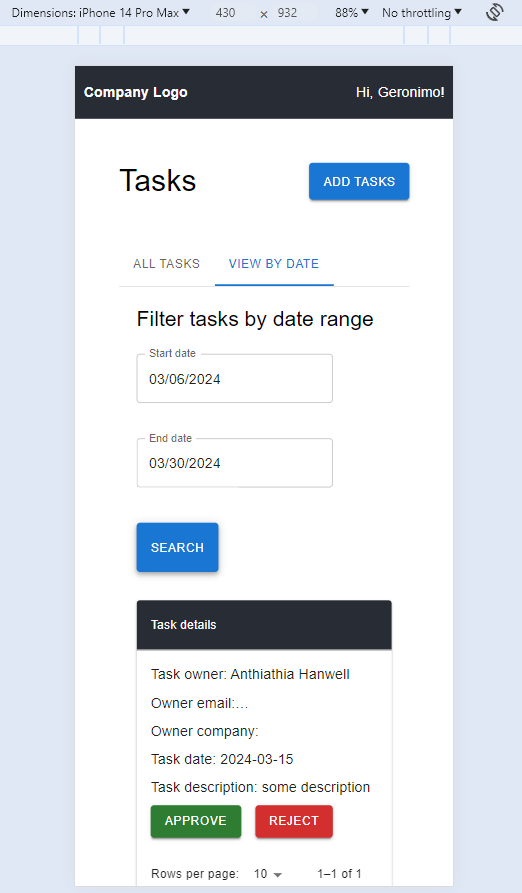 Dimensions: iPhone 14 Pro Max 430 × 932 88% No throttling
Company Logo Hi, Geronimo!
Tasks ADD TASKS
ALL TASKS VIEW BY DATE
Filter tasks by date range
Start date
03/06/2024
End date
03/30/2024
SEARCH
Task details
Task owner: Anthiathia Hanwell
Owner email:...
Owner company:
Task date: 2024-03-15
Task description: some description
APPROVE REJECT
Rows per page: 10 1–1 of 1